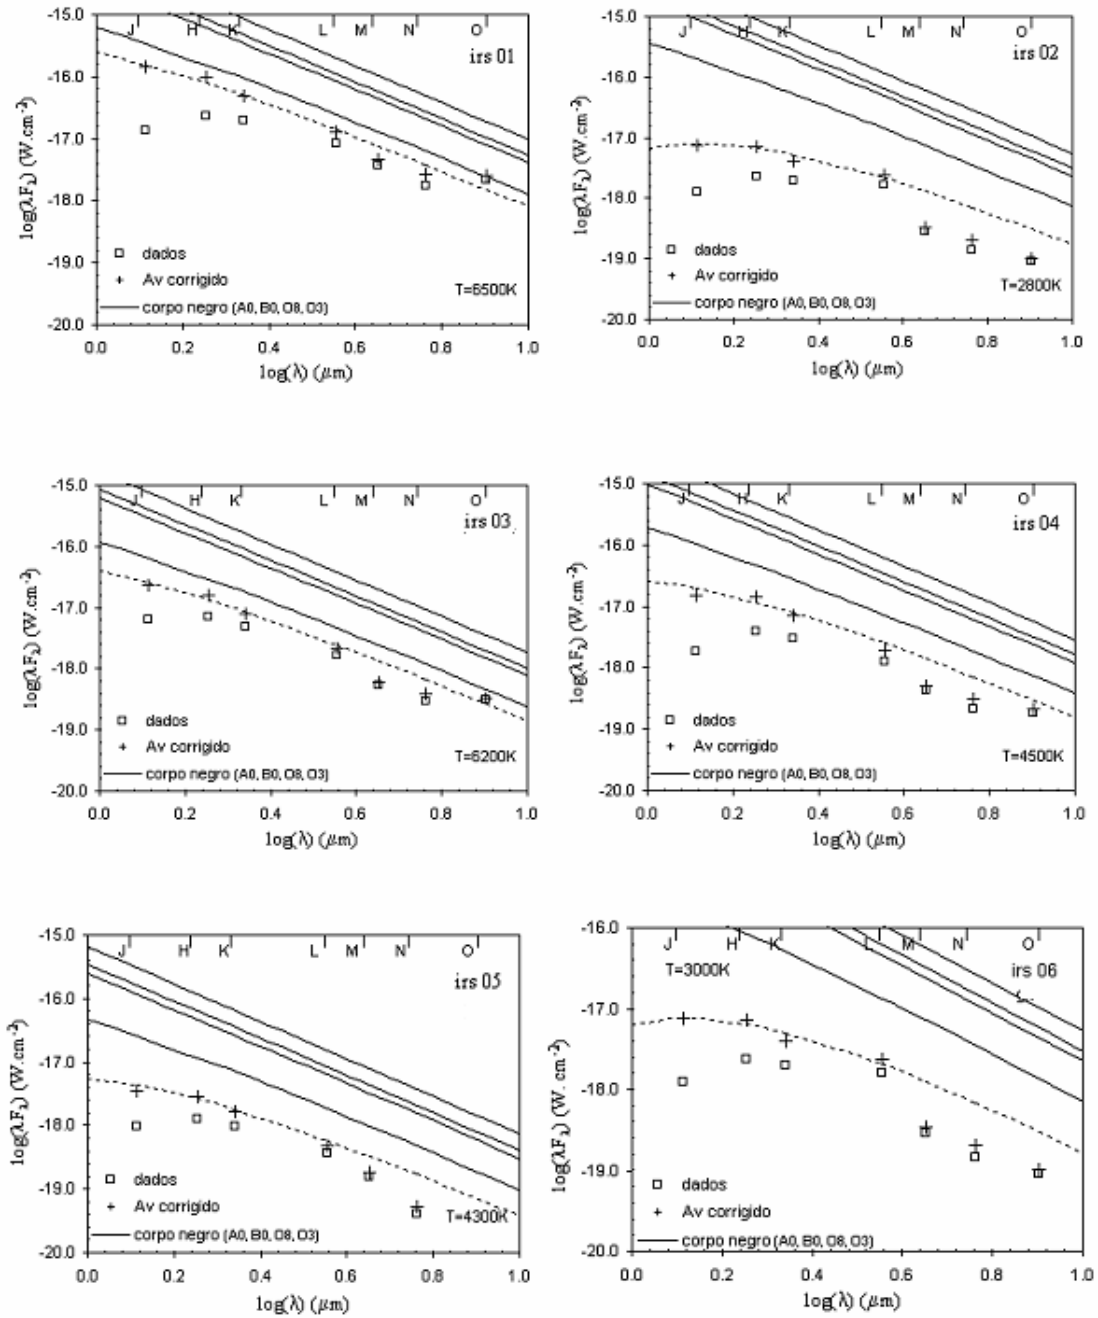 -15.0
-16.0
-17.0
-18.0
-19.0
-20.0
log(λFλ) (W.cm-2)
J H K L M N O
irs 01
dados
Av corrigido
corpo negro (A0, B0, O8, O3)
T=6500K
0.0 0.2 0.4 0.6 0.8 1.0
log(λ) (μm)
-15.0
-16.0
-17.0
-18.0
-19.0
-20.0
log(λFλ) (W.cm-2)
J H K L M N O
irs 02
dados
Av corrigido
corpo negro (A0, B0, O8, O3)
T=2800K
0.0 0.2 0.4 0.6 0.8 1.0
log(λ) (μm)
-15.0
-16.0
-17.0
-18.0
-19.0
-20.0
log(λFλ) (W.cm-2)
J H K L M N O
irs 03
dados
Av corrigido
corpo negro (A0, B0, O8, O3)
T=6200K
0.0 0.2 0.4 0.6 0.8 1.0
log(λ) (μm)
-15.0
-16.0
-17.0
-18.0
-19.0
-20.0
log(λFλ) (W.cm-2)
J H K L M N O
irs 04
dados
Av corrigido
corpo negro (A0, B0, O8, O3)
T=4500K
0.0 0.2 0.4 0.6 0.8 1.0
log(λ) (μm)
-15.0
-16.0
-17.0
-18.0
-19.0
-20.0
log(λFλ) (W.cm-2)
J H K L M N O
irs 05
dados
Av corrigido
corpo negro (A0, B0, O8, O3)
T=4300K
0.0 0.2 0.4 0.6 0.8 1.0
log(λ) (μm)
-16.0
-17.0
-18.0
-19.0
-20.0
log(λFλ) (W. cm-2)
J H K L M N O
T=3000K
irs 06
dados
Av corrigido
corpo negro (A0, B0, O8, O3)
0.0 0.2 0.4 0.6 0.8 1.0
log(λ) (μm)